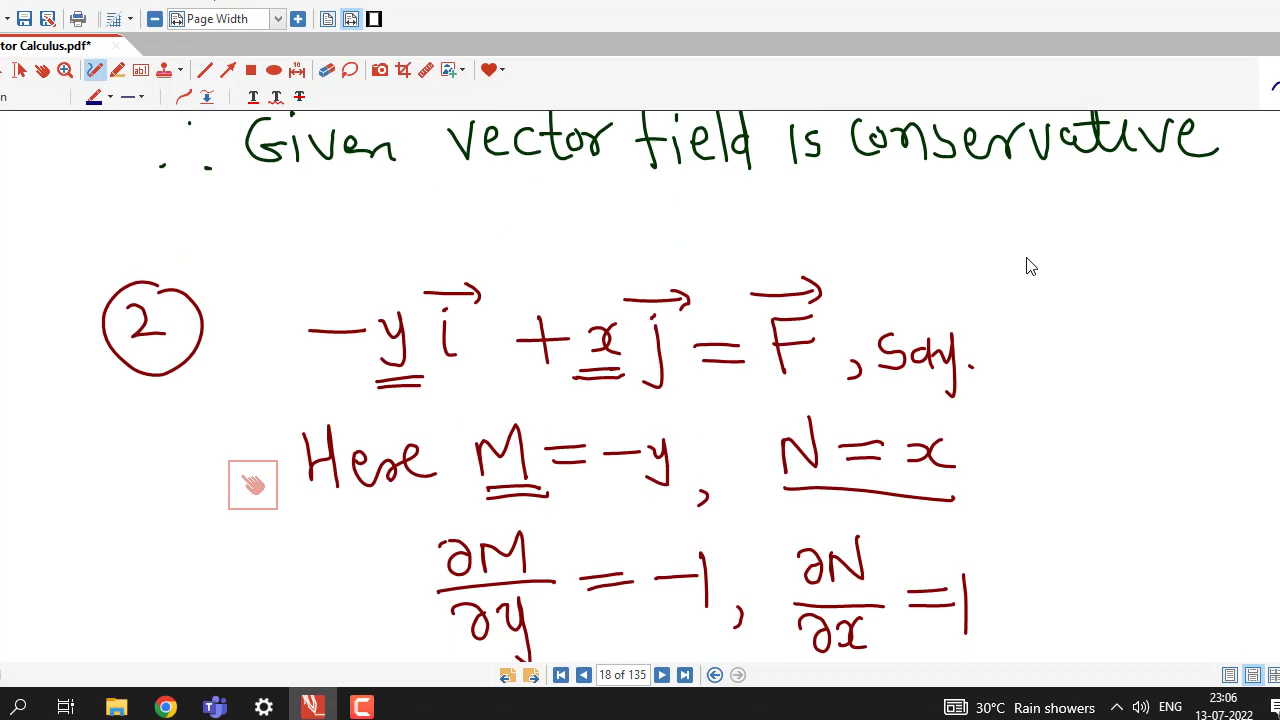 Page Width
tor Calculus.pdf*
∴ Given vector field is conservative
2
-y i + x j = F , say.
Here M = -y , N = x
∂M/∂y = -1 , ∂N/∂x = 1
18 of 135
30°C Rain showers
ENG
23:06
13-07-2022